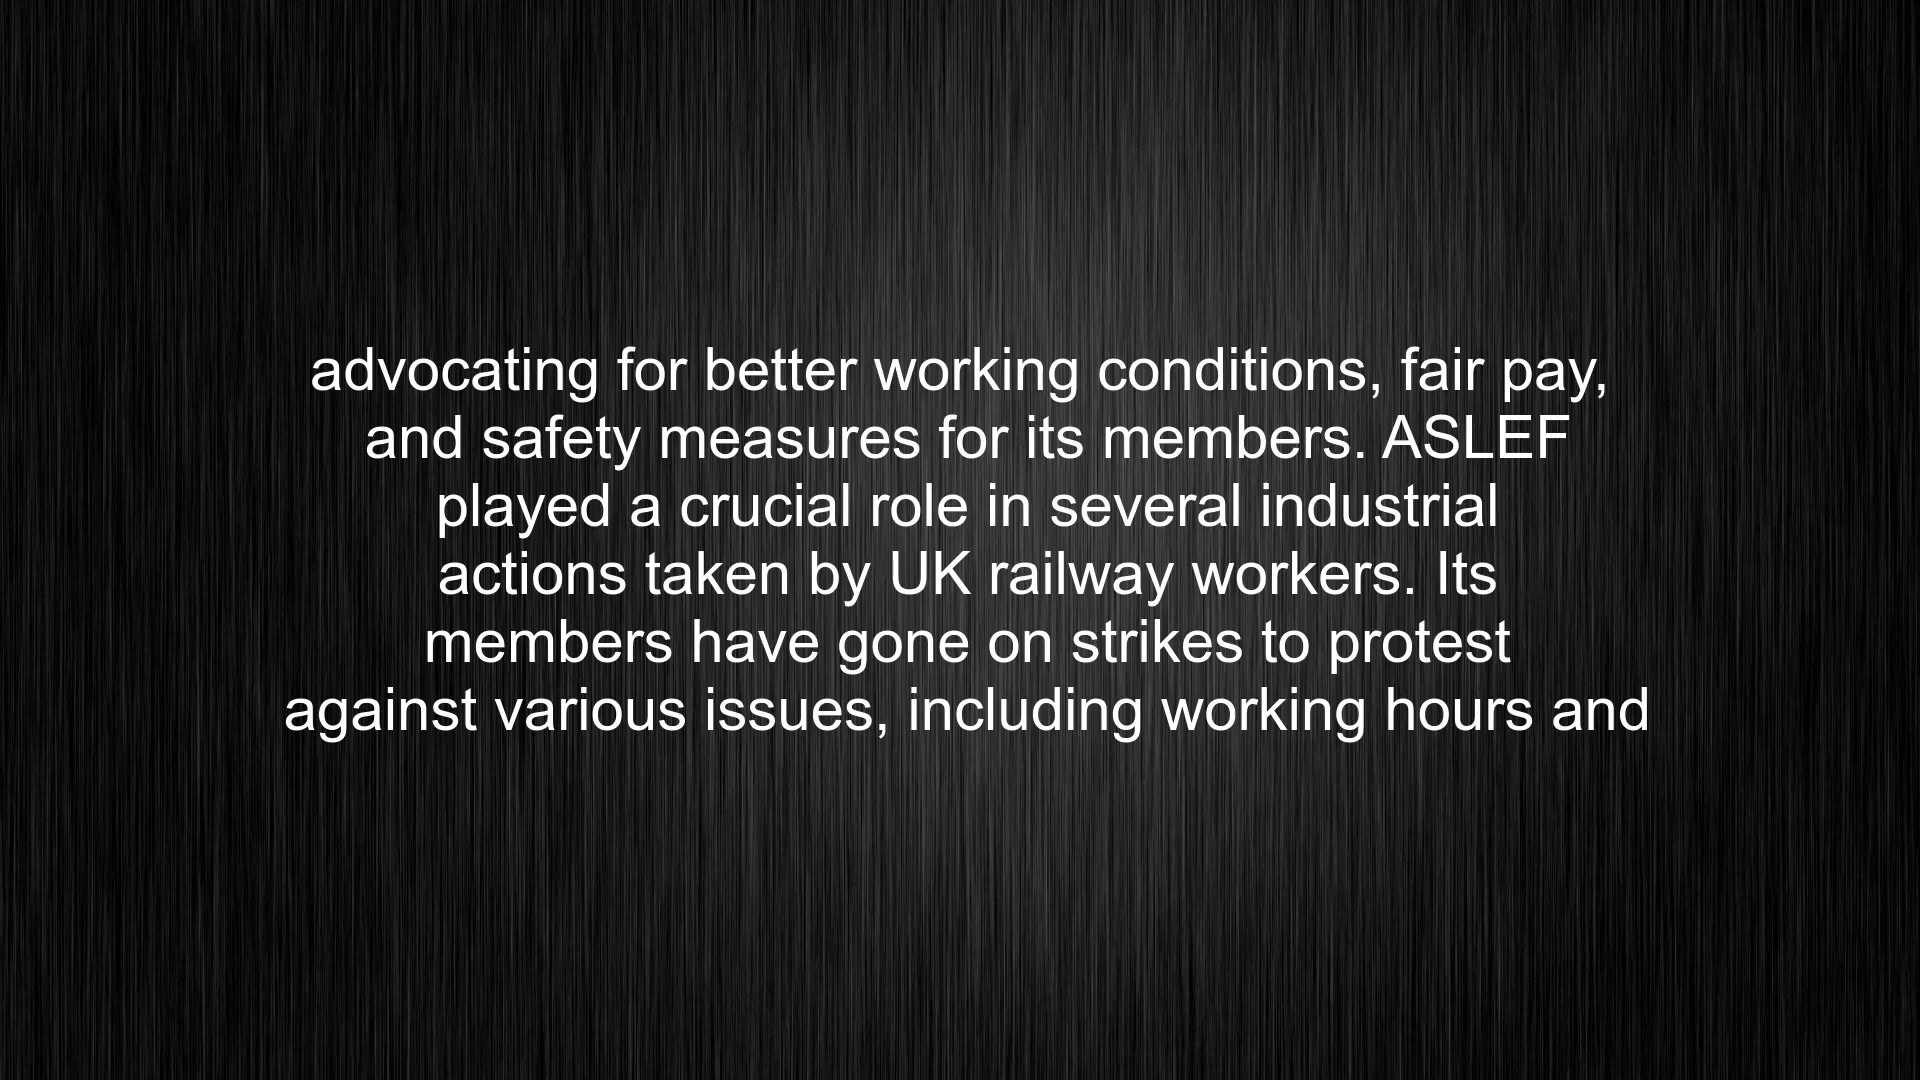 advocating for better working conditions, fair pay,
and safety measures for its members. ASLEF
played a crucial role in several industrial
actions taken by UK railway workers. Its
members have gone on strikes to protest
against various issues, including working hours and